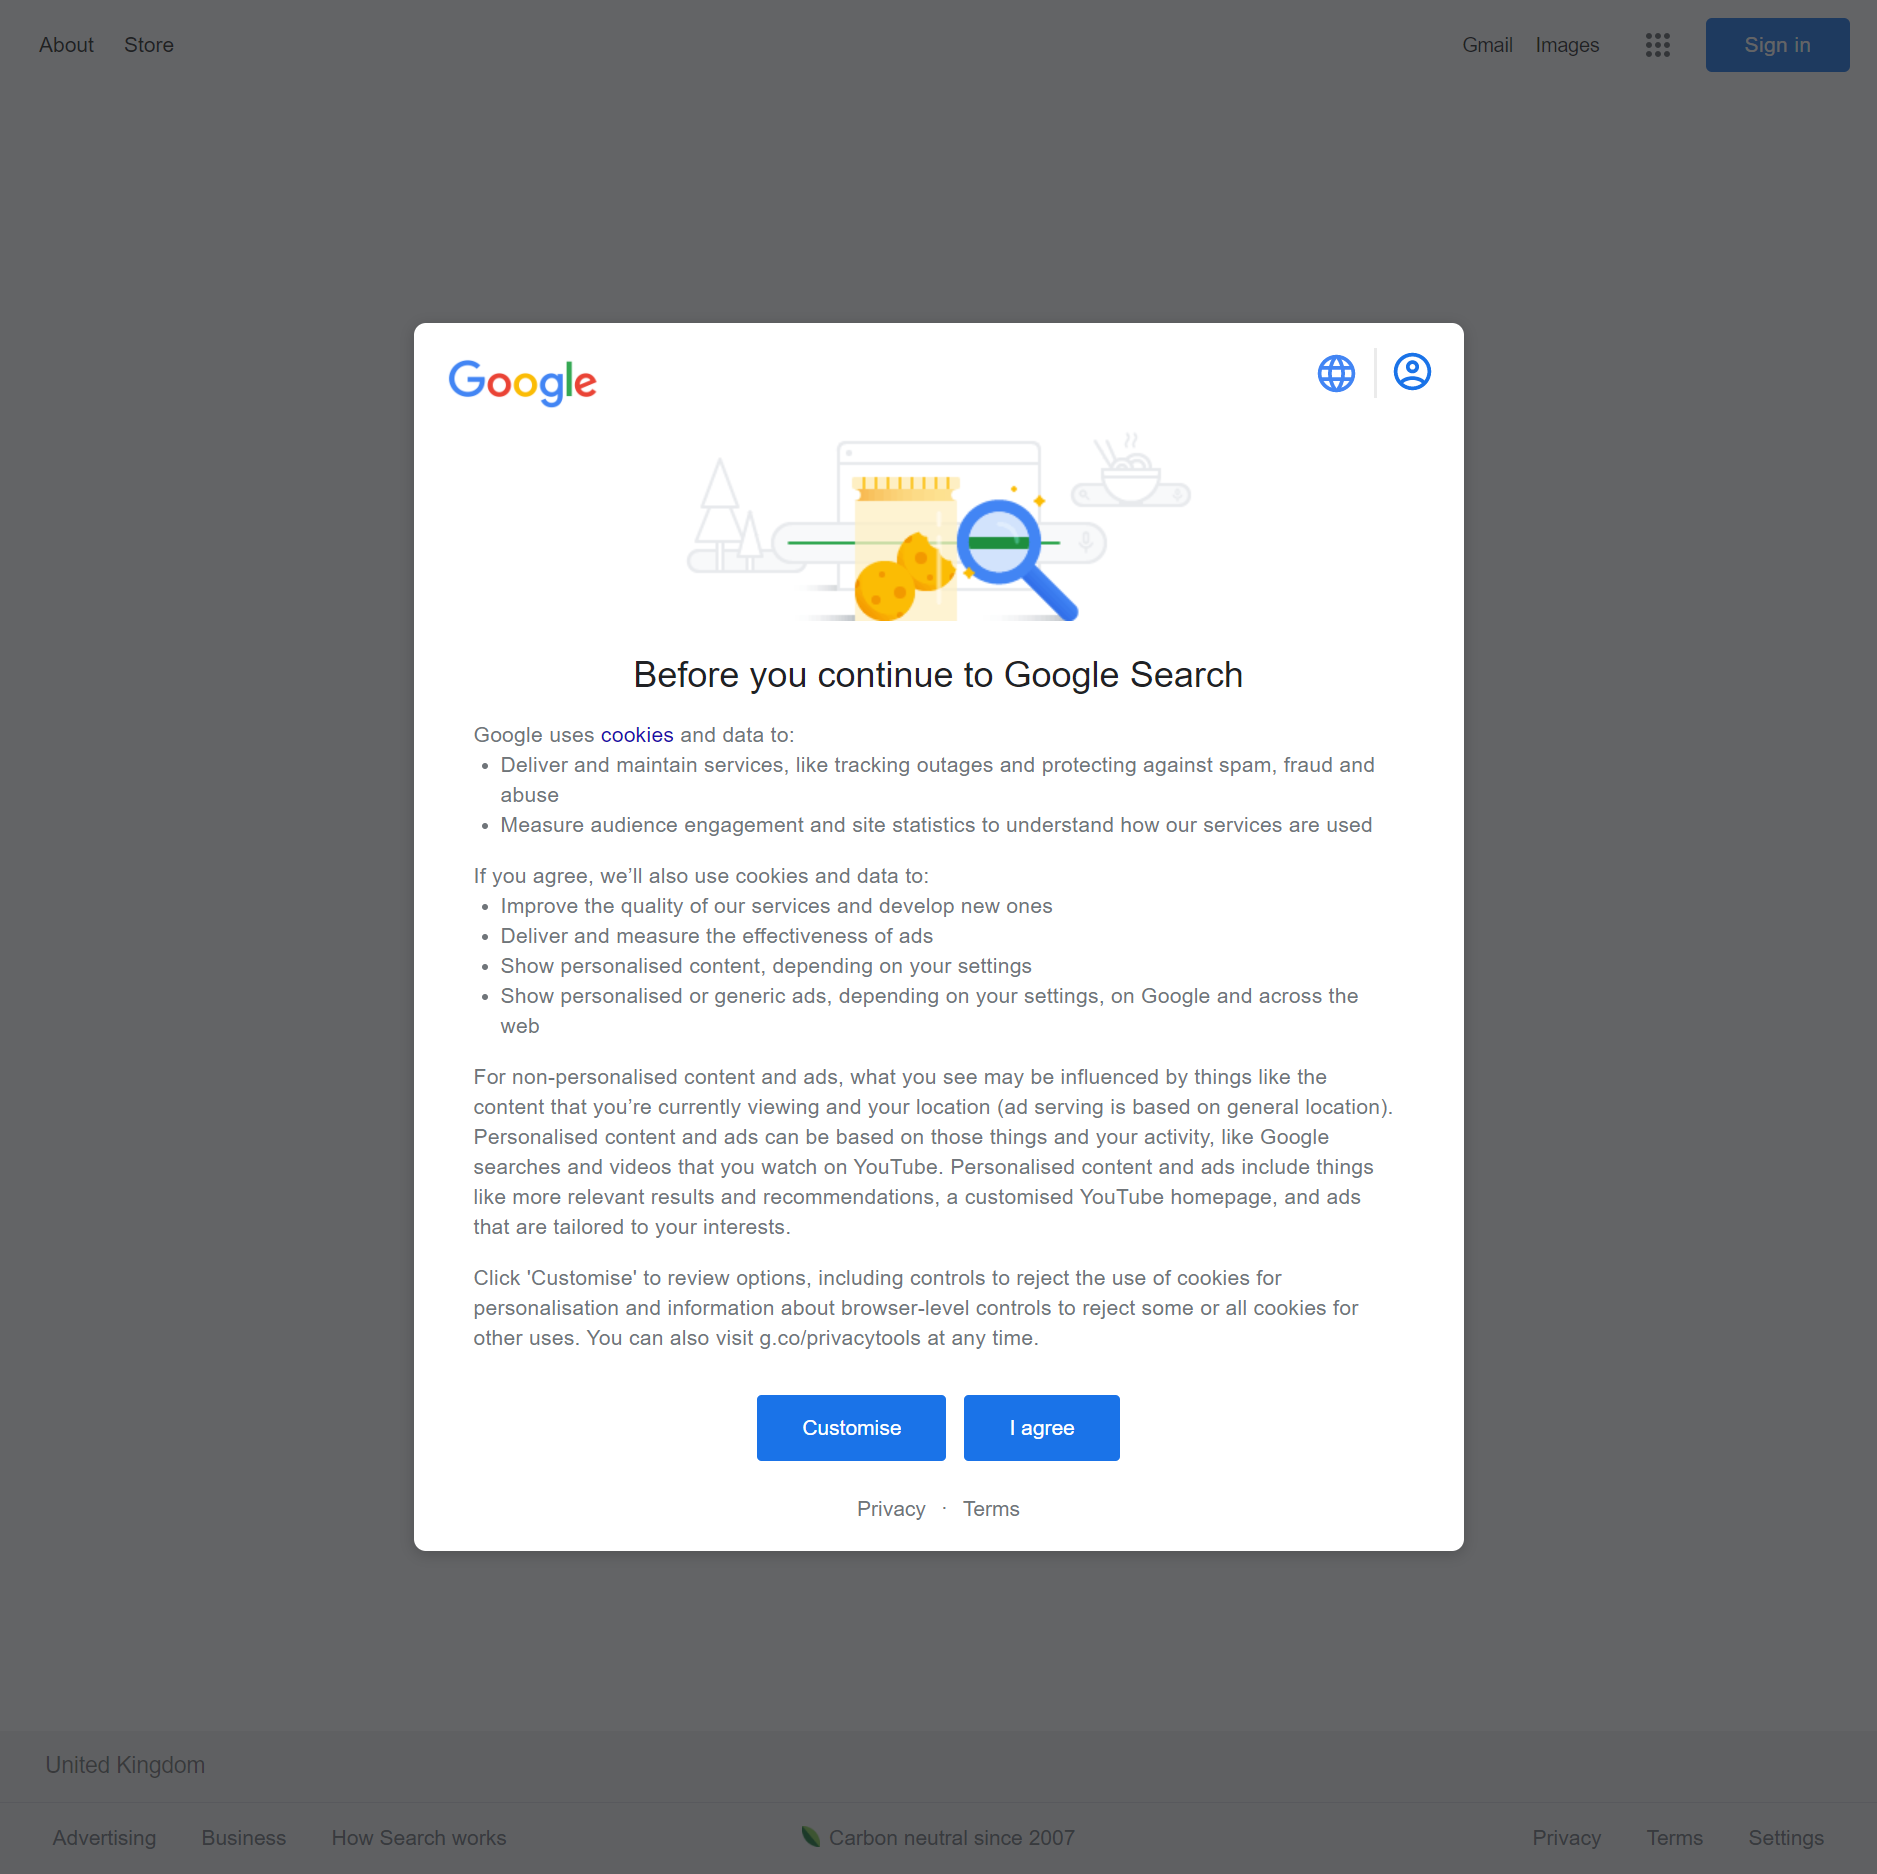 About Store Gmail Images Sign in
Google
Before you continue to Google Search
Google uses cookies and data to:
• Deliver and maintain services, like tracking outages and protecting against spam, fraud and
abuse
• Measure audience engagement and site statistics to understand how our services are used
If you agree, we’ll also use cookies and data to:
• Improve the quality of our services and develop new ones
• Deliver and measure the effectiveness of ads
• Show personalised content, depending on your settings
• Show personalised or generic ads, depending on your settings, on Google and across the
web
For non-personalised content and ads, what you see may be influenced by things like the
content that you’re currently viewing and your location (ad serving is based on general location).
Personalised content and ads can be based on those things and your activity, like Google
searches and videos that you watch on YouTube. Personalised content and ads include things
like more relevant results and recommendations, a customised YouTube homepage, and ads
that are tailored to your interests.
Click 'Customise' to review options, including controls to reject the use of cookies for
personalisation and information about browser-level controls to reject some or all cookies for
other uses. You can also visit g.co/privacytools at any time.
Customise I agree
Privacy · Terms
United Kingdom
Advertising Business How Search works Carbon neutral since 2007 Privacy Terms Settings